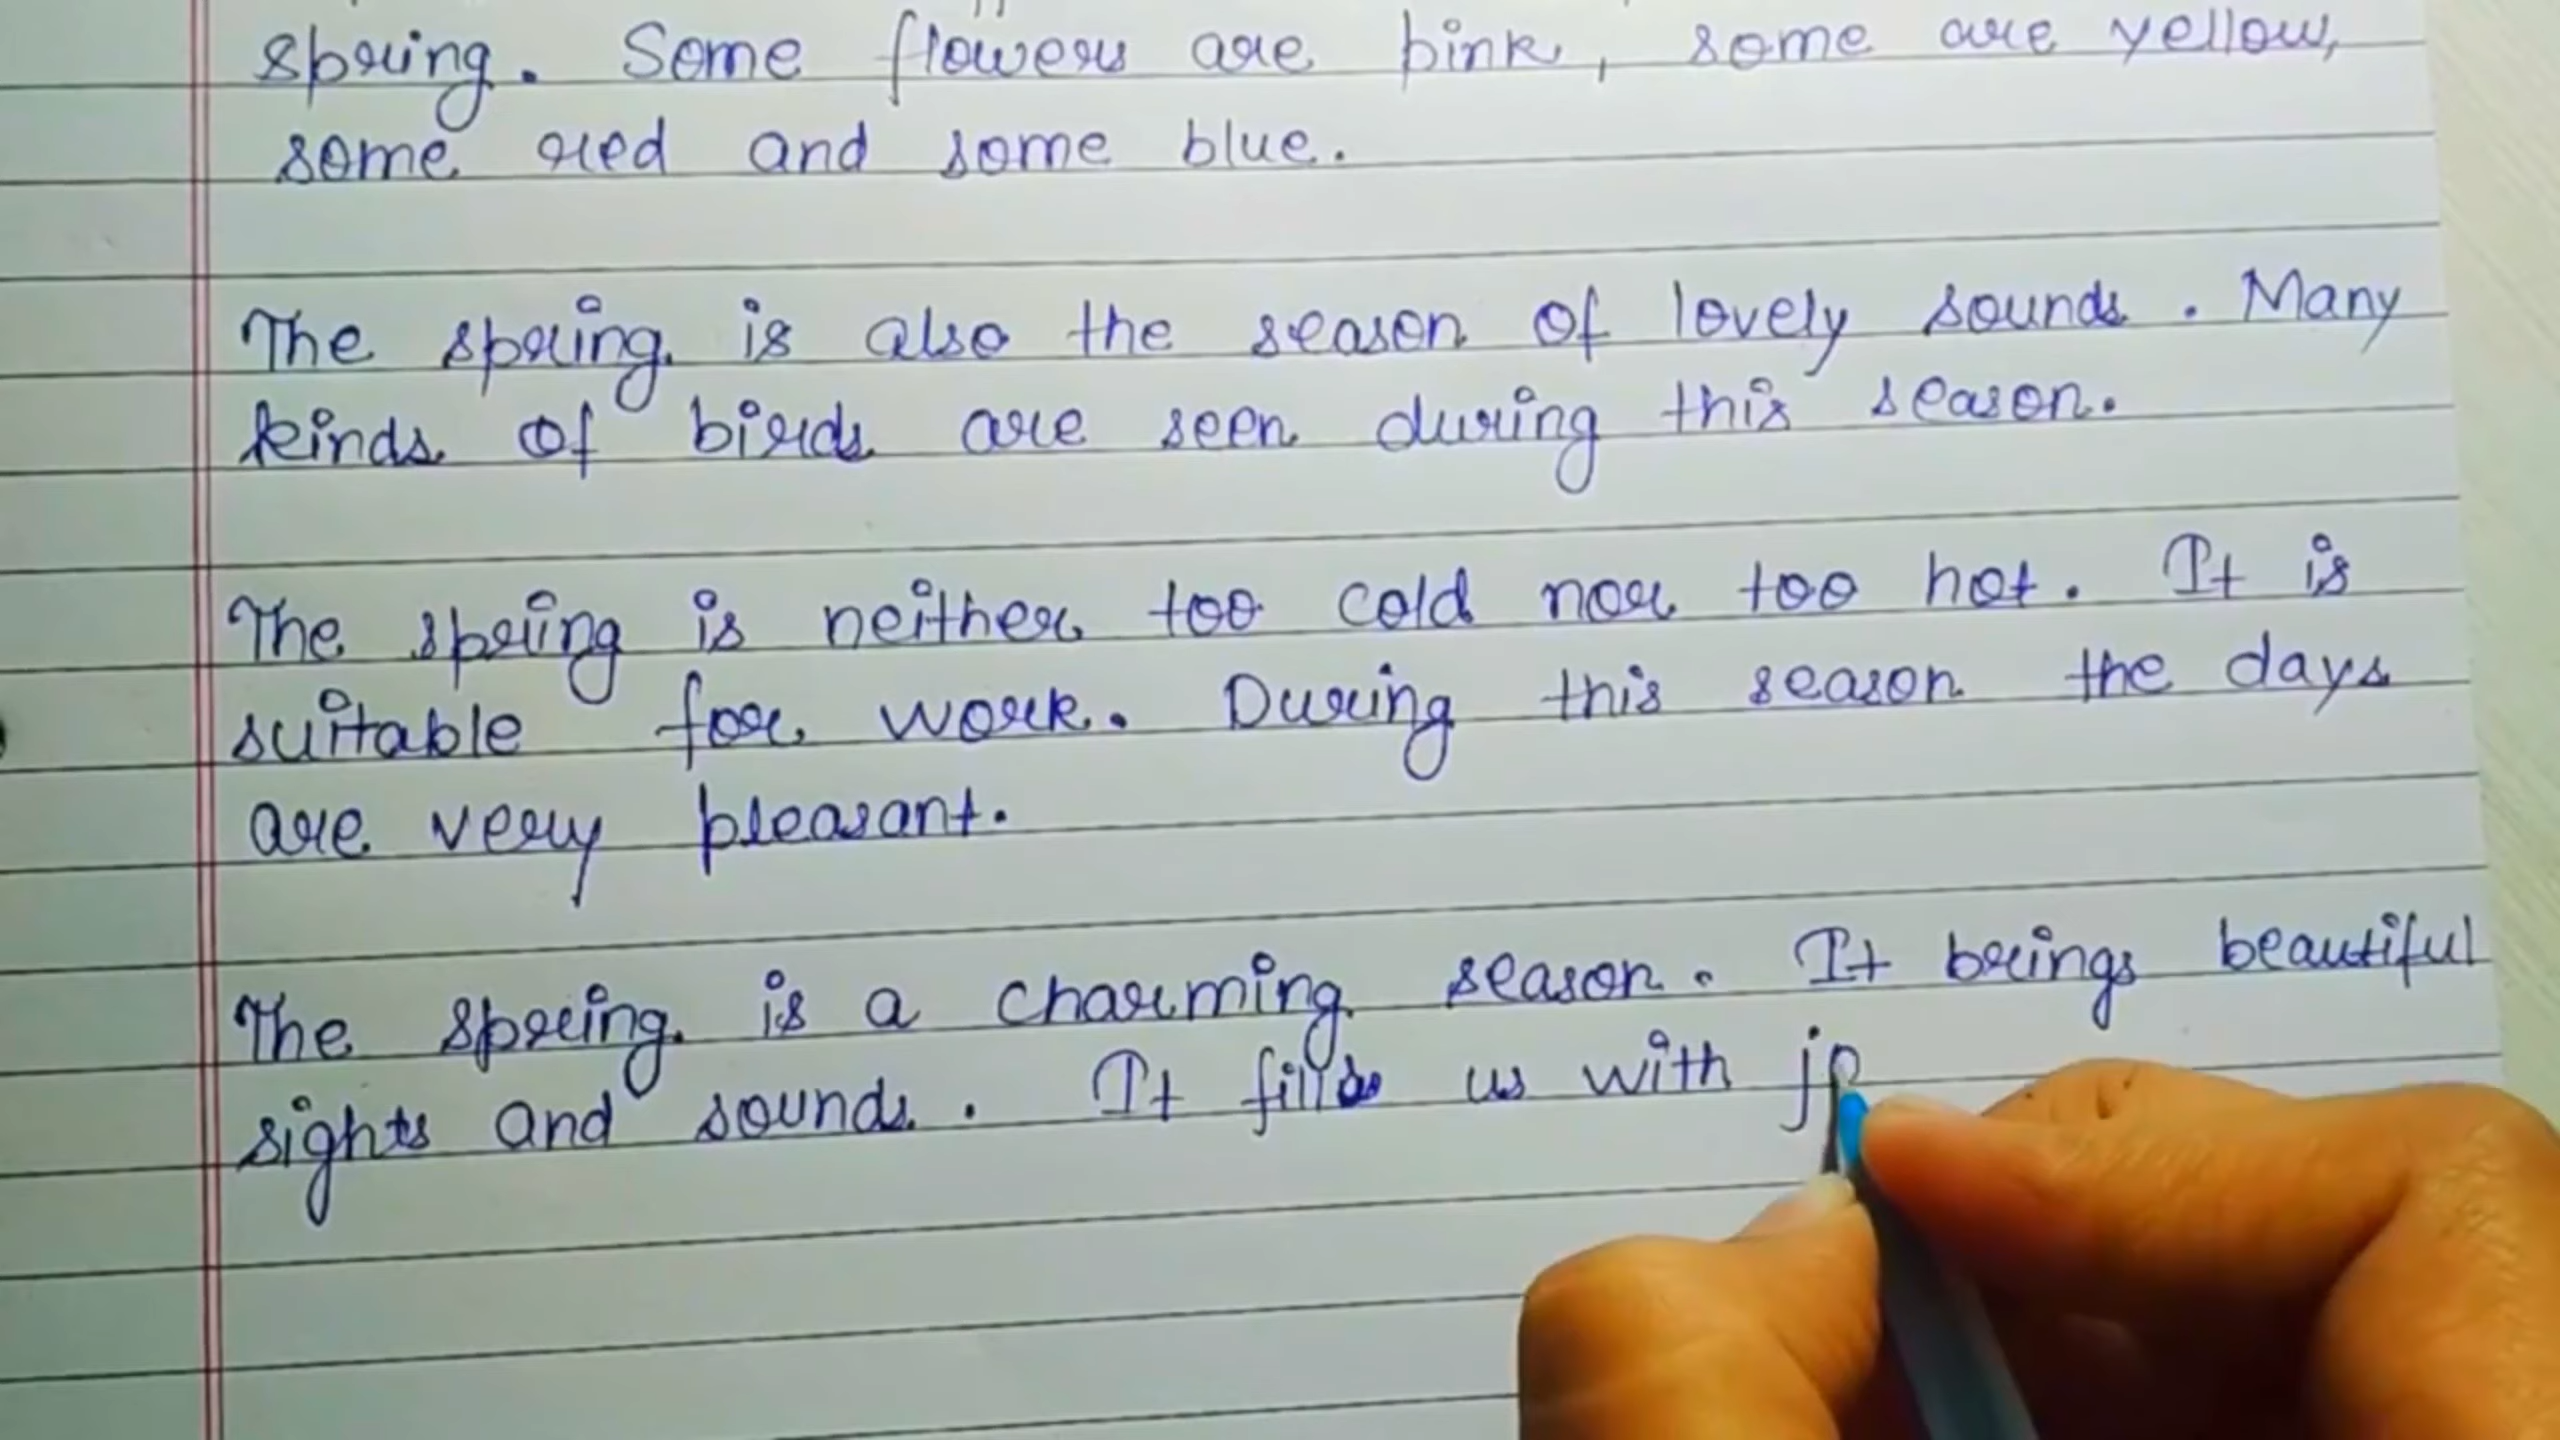 spring. Some flowers are pink, some are yellow,
some red and some blue.
The spring is also the season of lovely sounds. Many
kinds of birds are seen during this season.
The spring is neither too cold nor too hot. It is
suitable for work. During this season the days
are very pleasant.
The spring is a charming season. It brings beautiful
sights and sounds. It fills us with jo